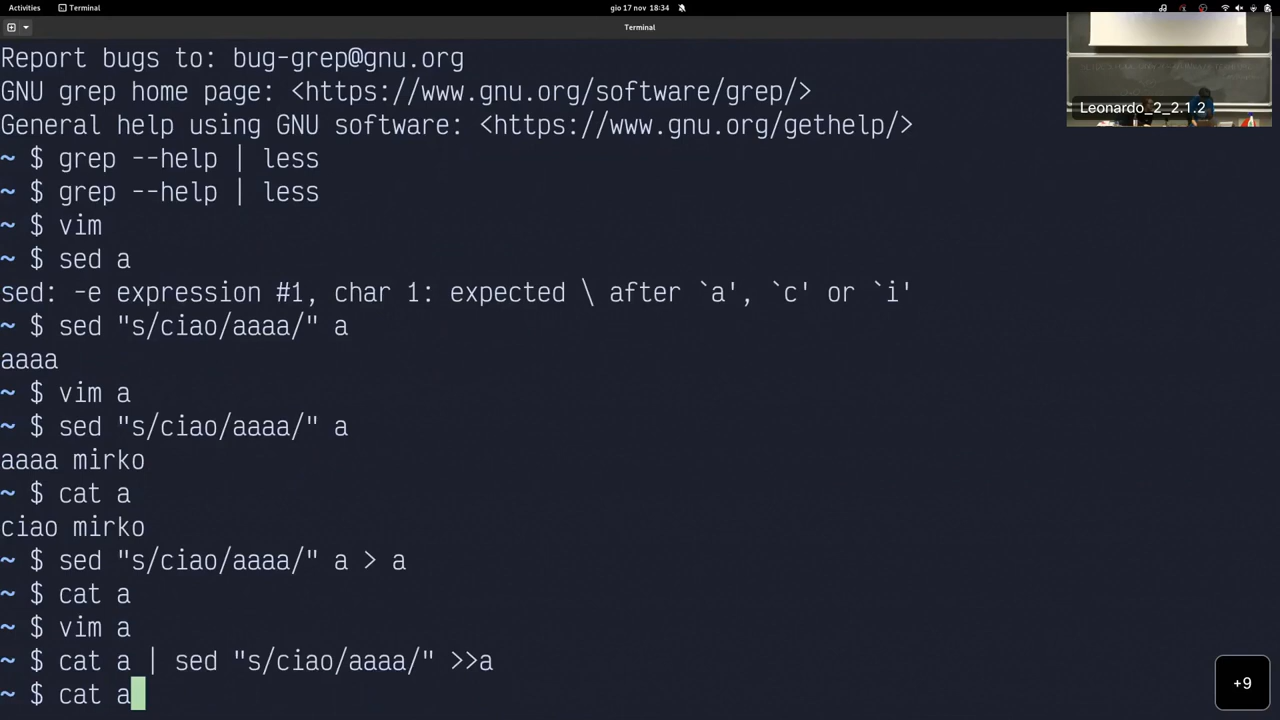 Activities
Terminal
gio 17 nov 18:34
Terminal
Report bugs to: bug-grep@gnu.org
GNU grep home page: <https://www.gnu.org/software/grep/>
General help using GNU software: <https://www.gnu.org/gethelp/>
~ $ grep --help | less
~ $ grep --help | less
~ $ vim
~ $ sed a
sed: -e expression #1, char 1: expected \ after `a', `c' or `i'
~ $ sed "s/ciao/aaaa/" a
aaaa
~ $ vim a
~ $ sed "s/ciao/aaaa/" a
aaaa mirko
~ $ cat a
ciao mirko
~ $ sed "s/ciao/aaaa/" a > a
~ $ cat a
~ $ vim a
~ $ cat a | sed "s/ciao/aaaa/" >>a
~ $ cat a
Leonardo_2_2.1.2
+9